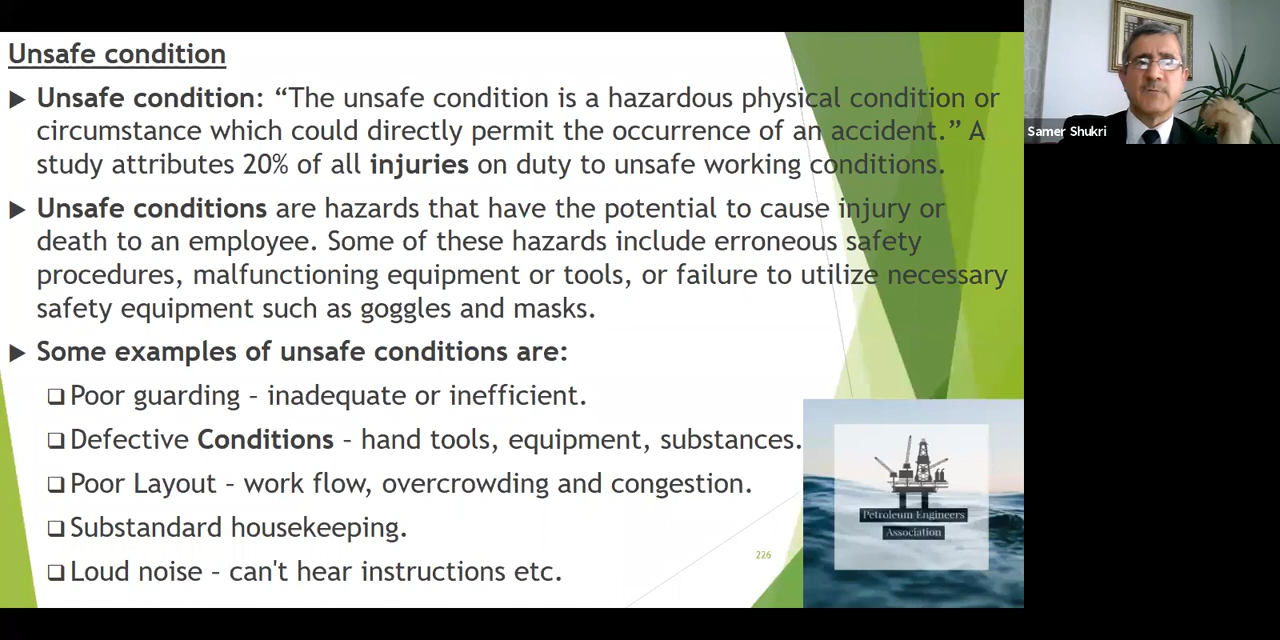 Unsafe condition
▶ Unsafe condition: “The unsafe condition is a hazardous physical condition or
circumstance which could directly permit the occurrence of an accident.” A
study attributes 20% of all injuries on duty to unsafe working conditions.
▶ Unsafe conditions are hazards that have the potential to cause injury or
death to an employee. Some of these hazards include erroneous safety
procedures, malfunctioning equipment or tools, or failure to utilize necessary
safety equipment such as goggles and masks.
▶ Some examples of unsafe conditions are:
❑ Poor guarding – inadequate or inefficient.
❑ Defective Conditions – hand tools, equipment, substances.
❑ Poor Layout – work flow, overcrowding and congestion.
❑ Substandard housekeeping.
❑ Loud noise – can't hear instructions etc.
226
Petroleum Engineers
Association
Samer Shukri